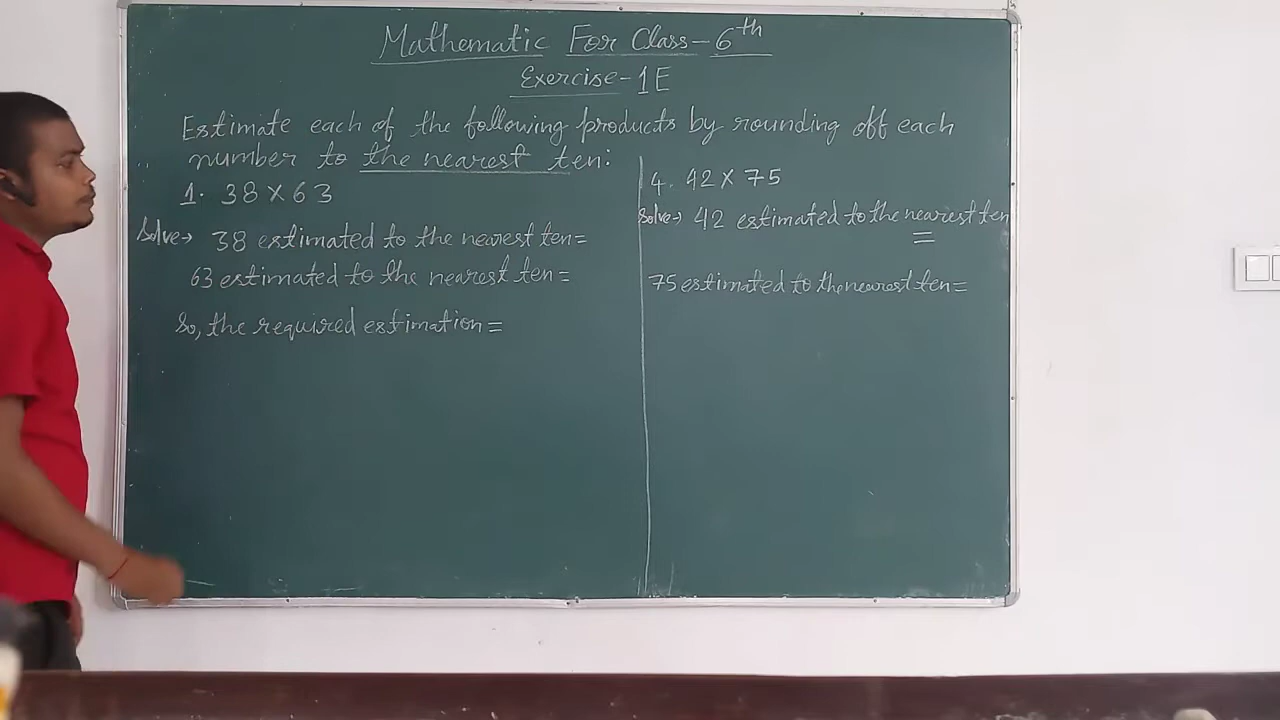 Mathematic For Class-6th
Exercise-1E
Estimate each of the following products by rounding off each
number to the nearest ten:
1. 38 X 63
Solve→ 38 estimated to the nearest ten=
63 estimated to the nearest ten=
So, the required estimation=
4. 42 X 75
Solve→ 42 estimated to the nearest ten
=
75 estimated to the nearest ten=